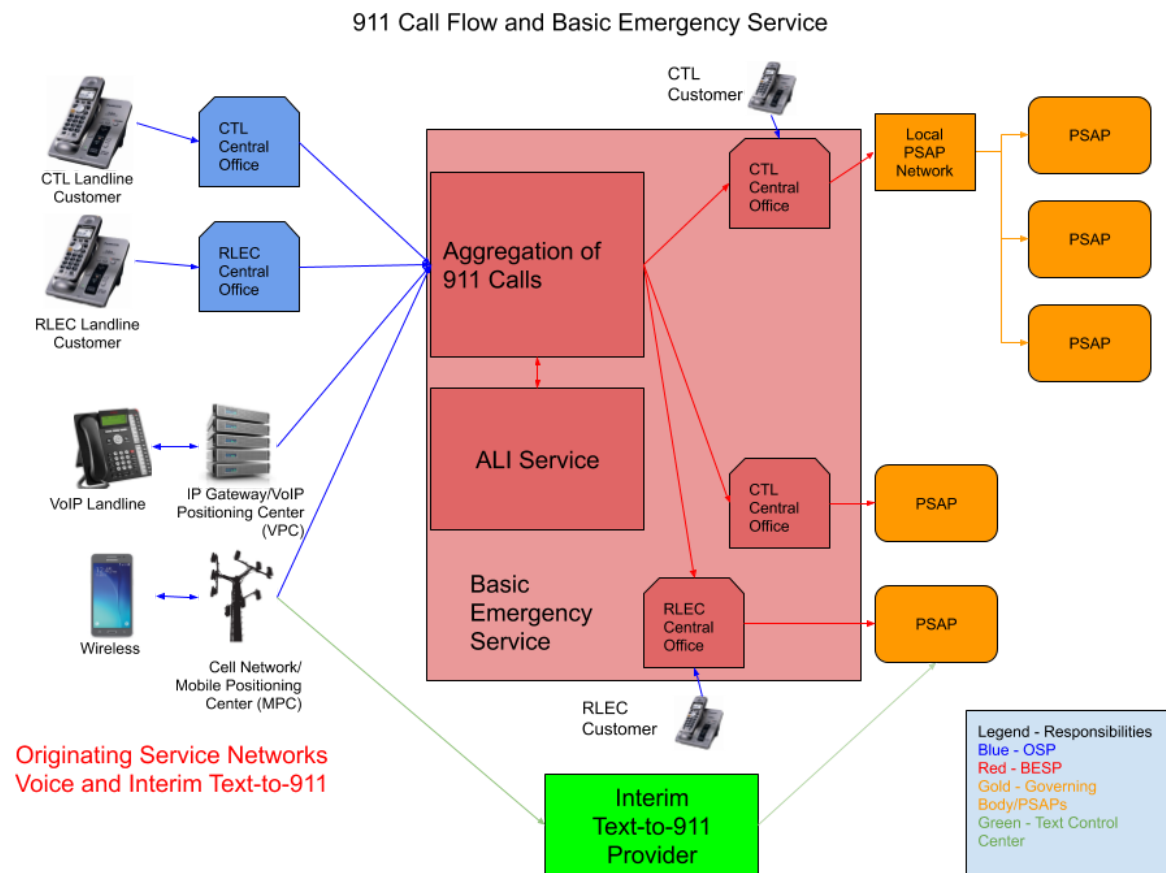 911 Call Flow and Basic Emergency Service
CTL Landline
Customer
CTL
Central
Office
RLEC Landline
Customer
RLEC
Central
Office
VoIP Landline
IP Gateway/VoIP
Positioning Center
(VPC)
Wireless
Cell Network/
Mobile Positioning
Center (MPC)
Originating Service Networks
Voice and Interim Text-to-911
Aggregation of
911 Calls
ALI Service
Basic
Emergency
Service
CTL
Customer
CTL
Central
Office
CTL
Central
Office
RLEC
Central
Office
RLEC
Customer
Local
PSAP
Network
PSAP
PSAP
PSAP
PSAP
PSAP
Interim
Text-to-911
Provider
Legend - Responsibilities
Blue - OSP
Red - BESP
Gold - Governing
Body/PSAPs
Green - Text Control
Center